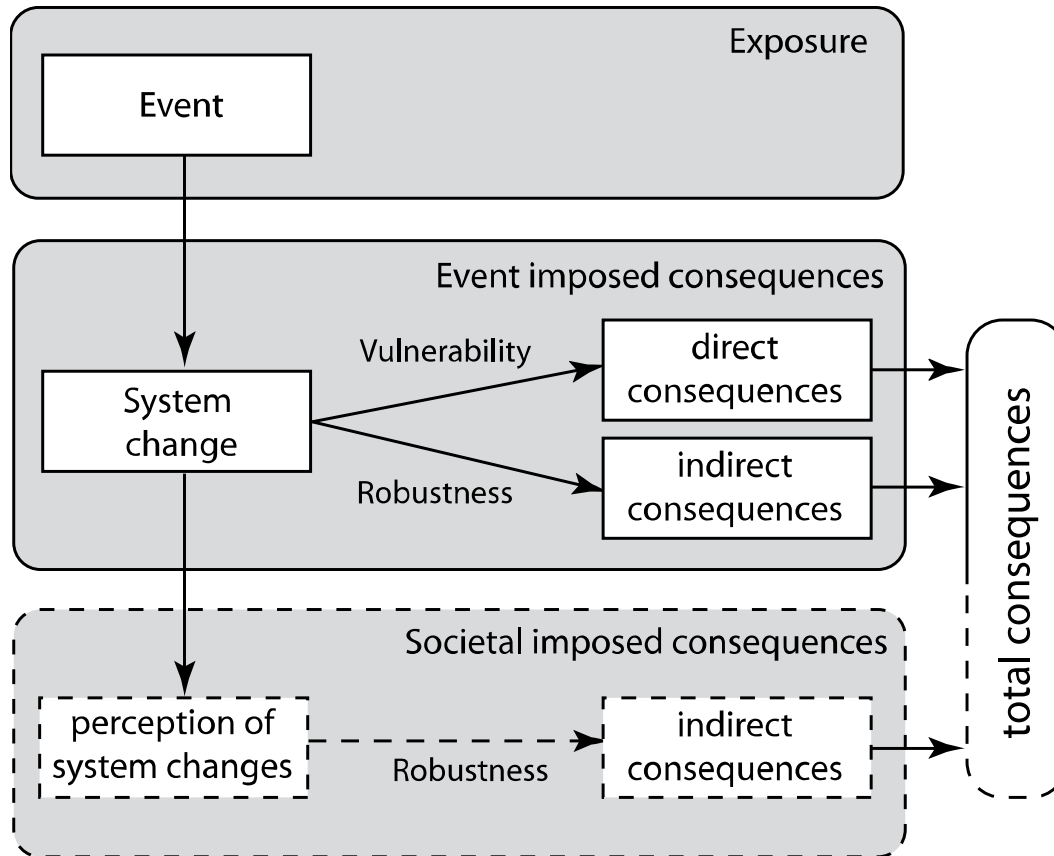 Exposure
Event
Event imposed consequences
Vulnerability
direct
consequences
System
change
Robustness
indirect
consequences
Societal imposed consequences
perception of
system changes
Robustness
indirect
consequences
total consequences